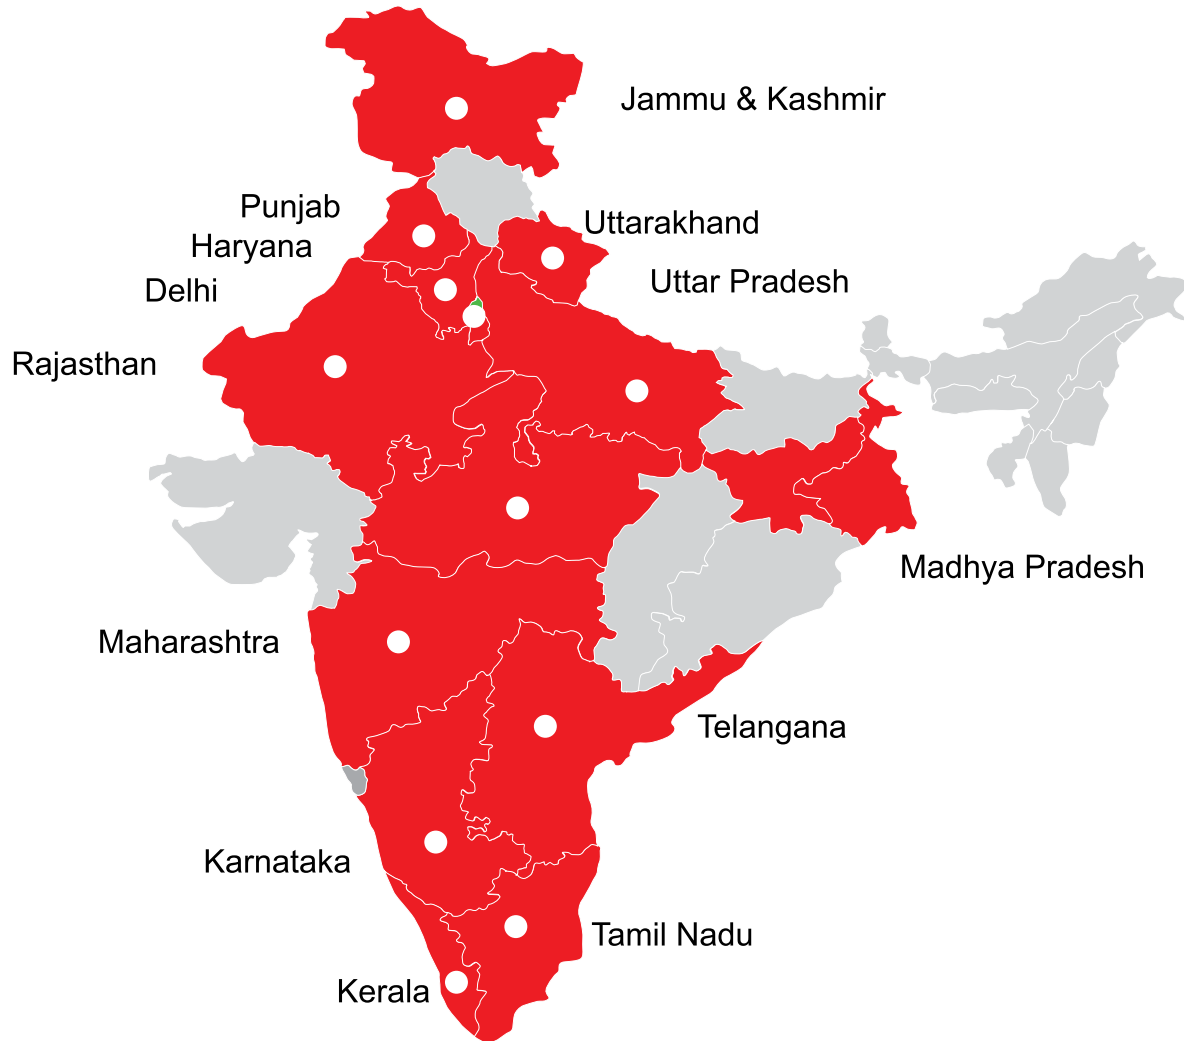 Jammu & Kashmir
Punjab
Uttarakhand
Haryana
Uttar Pradesh
Delhi
Rajasthan
Madhya Pradesh
Maharashtra
Telangana
Karnataka
Tamil Nadu
Kerala